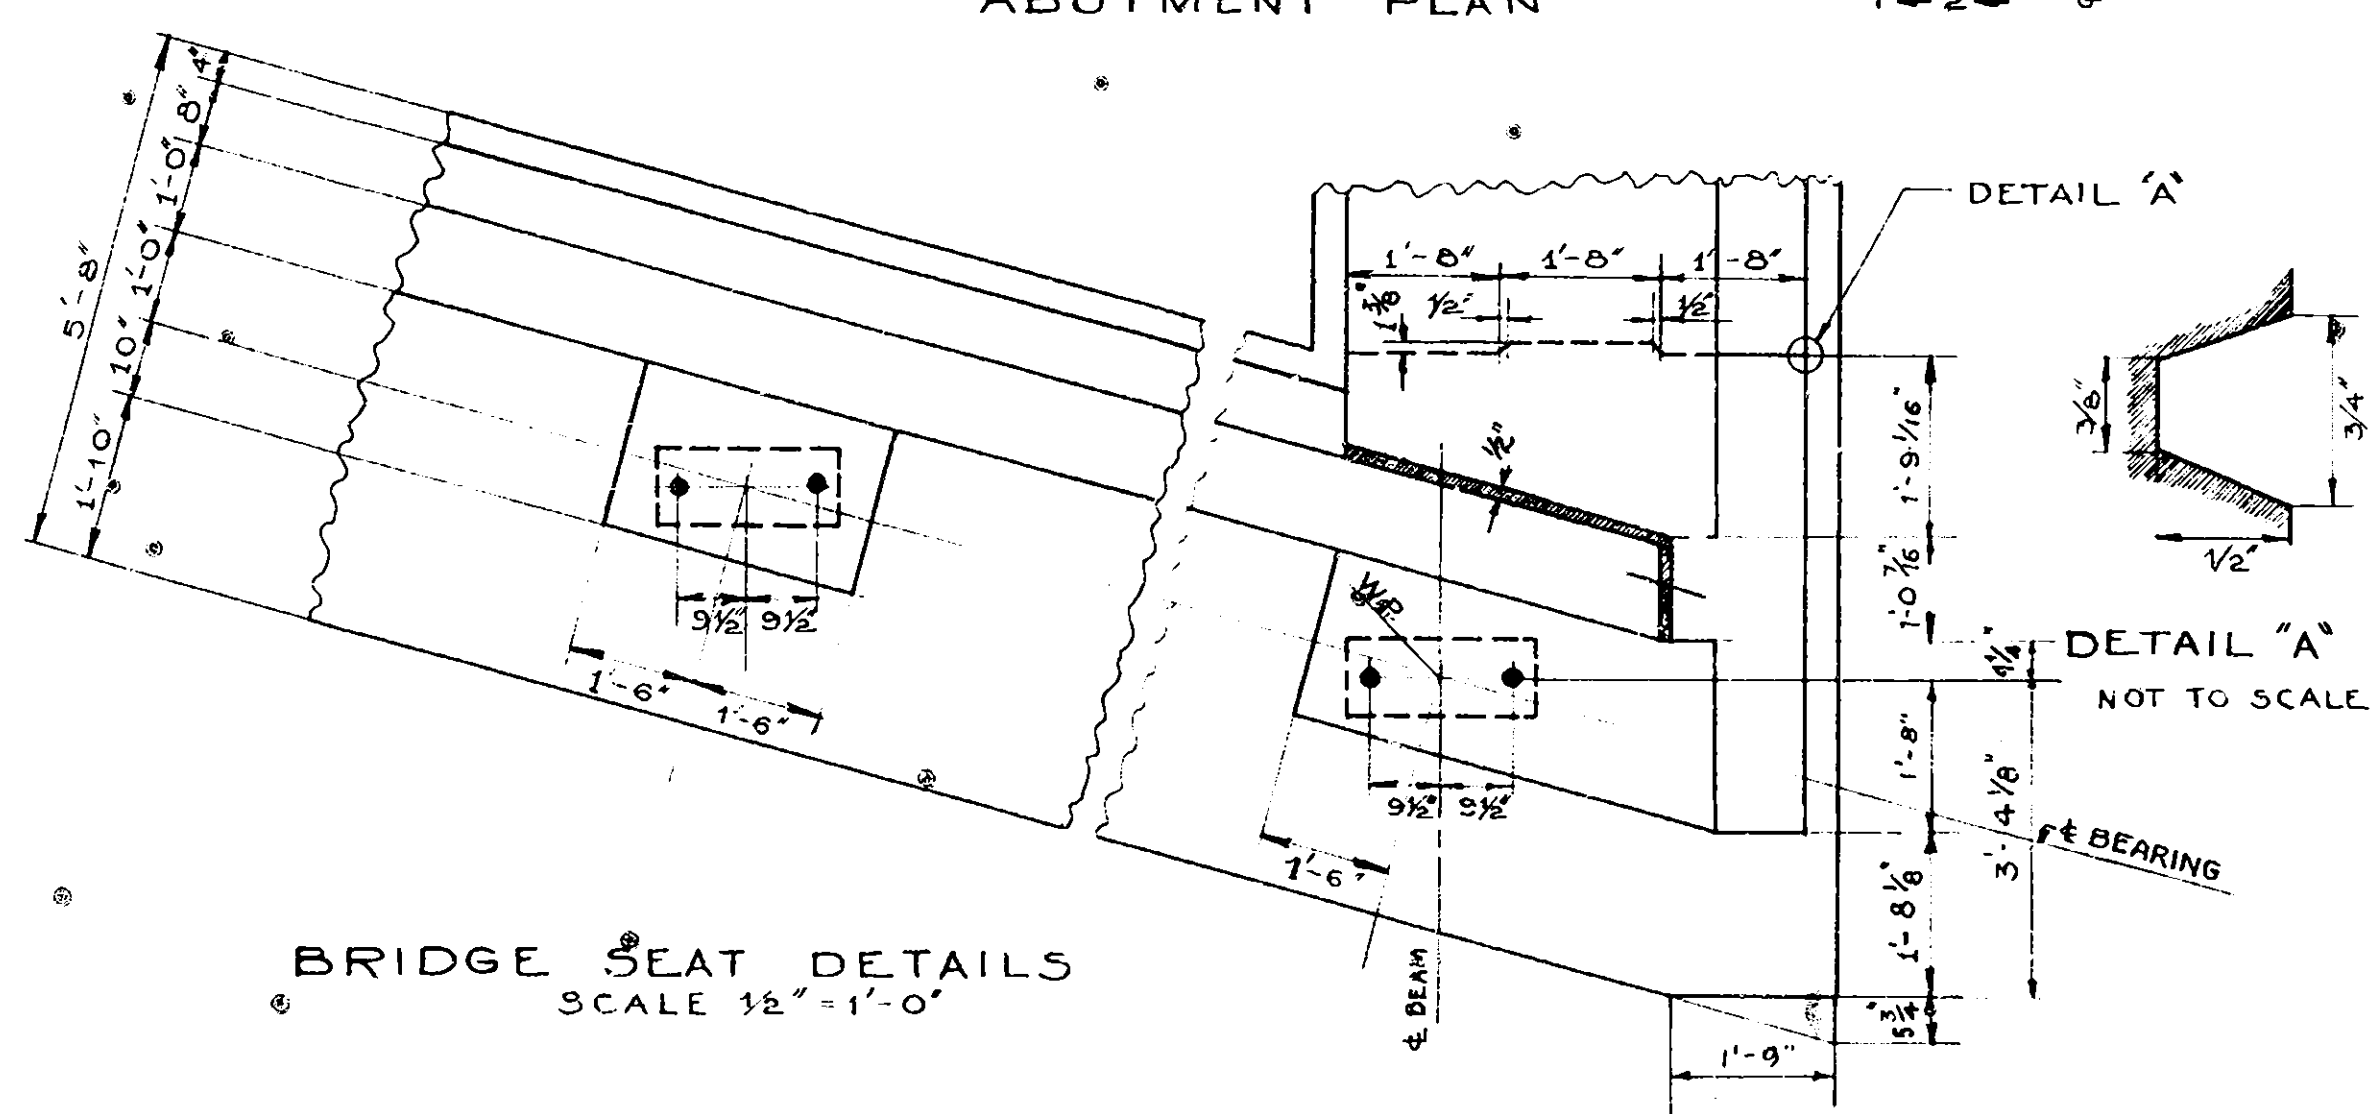 ABUTMENT PLAN
4"
8"
1'-0"
1'-0"
10"
1'-10"
5'-8"
DETAIL "A"
1'-8" 1'-8" 1'-8"
1 3/8" 1/2" 1/2"
1/2"
9 1/2" 9 1/2"
1'-6" 1'-6"
W.P.
9 1/2" 9 1/2"
1'-6"
℄ BEAM
1'-9 1/16"
1'-0 7/16"
4 1/4"
1'-8"
3'-4 1/8"
1'-8 1/8"
5 3/4"
1'-9"
℄ BEARING
3/8"
3/4"
1/2"
DETAIL "A"
NOT TO SCALE
BRIDGE SEAT DETAILS
SCALE 1/2" = 1'-0"